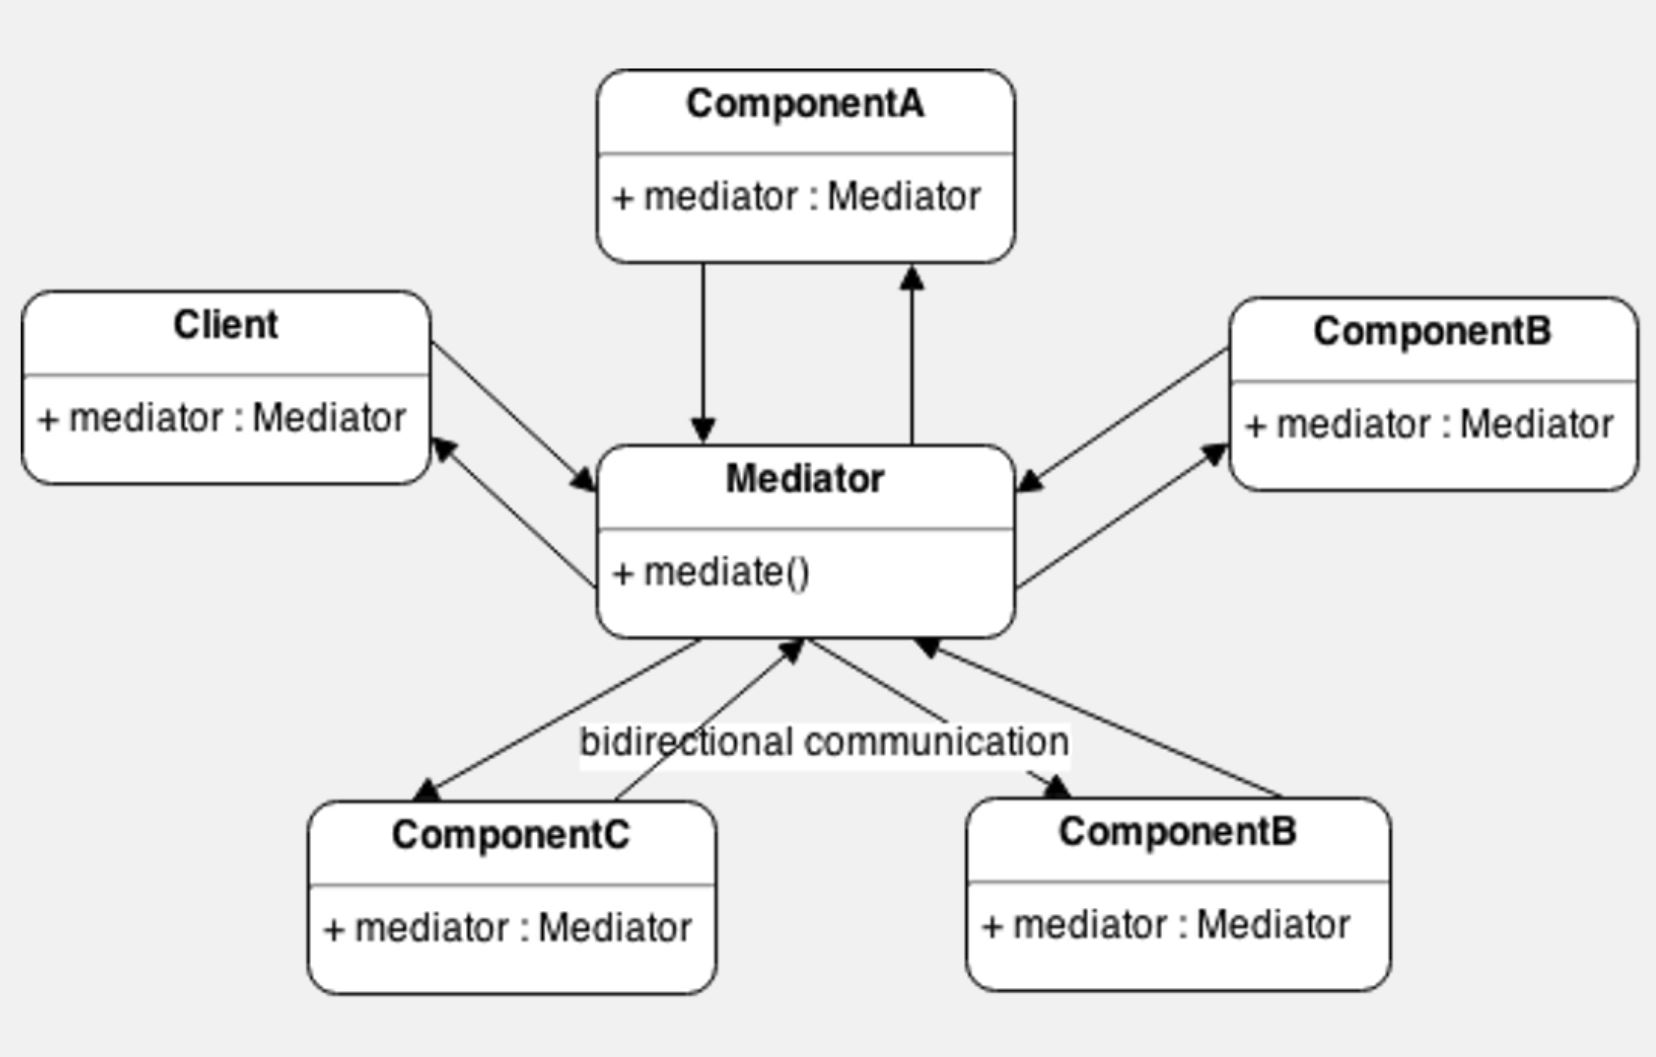 ComponentA
+ mediator : Mediator
Client
+ mediator : Mediator
ComponentB
+ mediator : Mediator
Mediator
+ mediate()
bidirectional communication
ComponentC
+ mediator : Mediator
ComponentB
+ mediator : Mediator